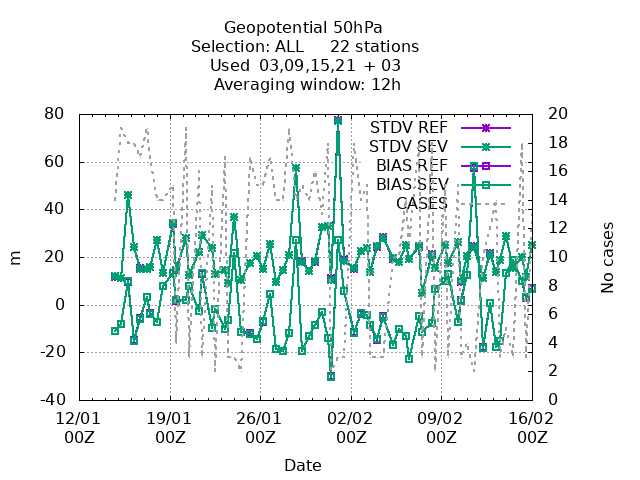 Geopotential 50hPa
Selection: ALL 22 stations
Used 03,09,15,21 + 03
Averaging window: 12h
STDV REF
STDV SEV
BIAS REF
BIAS SEV
CASES
80
60
40
20
0
-20
-40
m
20
18
16
14
12
10
8
6
4
2
0
No cases
12/01 19/01 26/01 02/02 09/02 16/02
00Z 00Z 00Z 00Z 00Z 00Z
Date